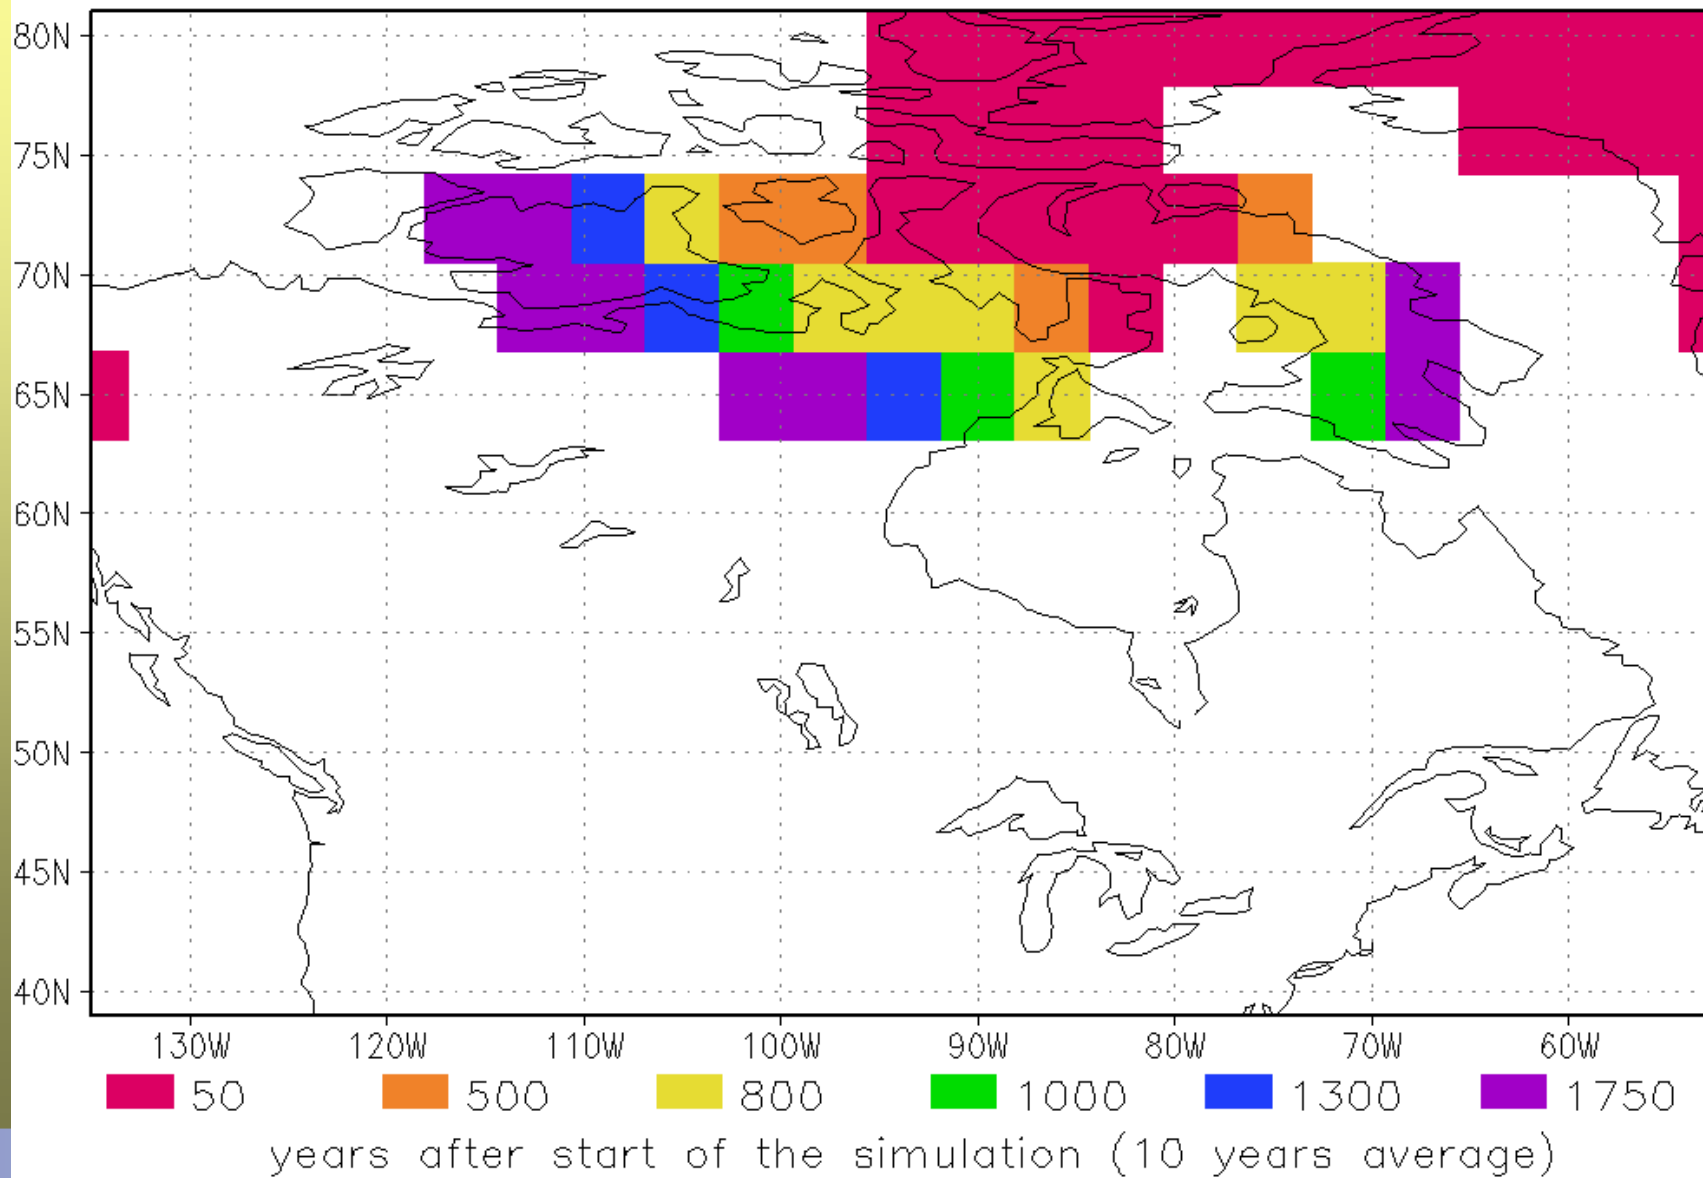 80N
75N
70N
65N
60N
55N
50N
45N
40N
130W 120W 110W 100W 90W 80W 70W 60W
50 500 800 1000 1300 1750
years after start of the simulation (10 years average)